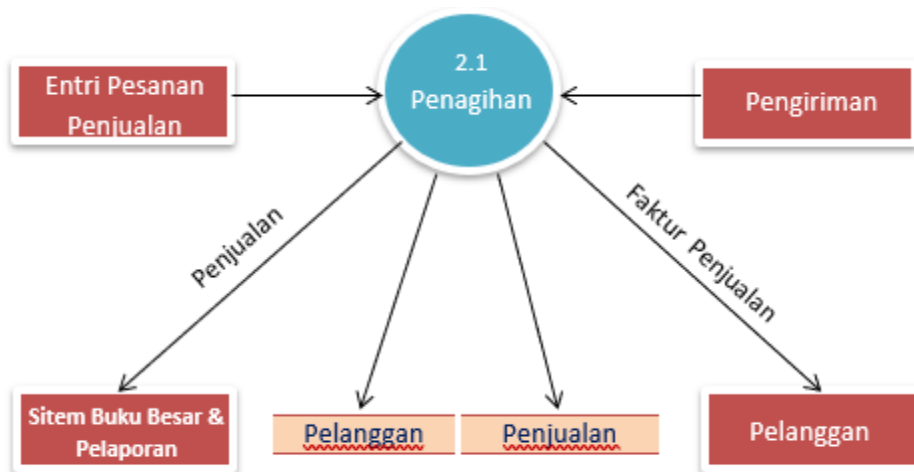 2.1
Penagihan
Entri Pesanan
Penjualan
Pengiriman
Penjualan
Faktur Penjualan
Sitem Buku Besar &
Pelaporan
Pelanggan
Penjualan
Pelanggan